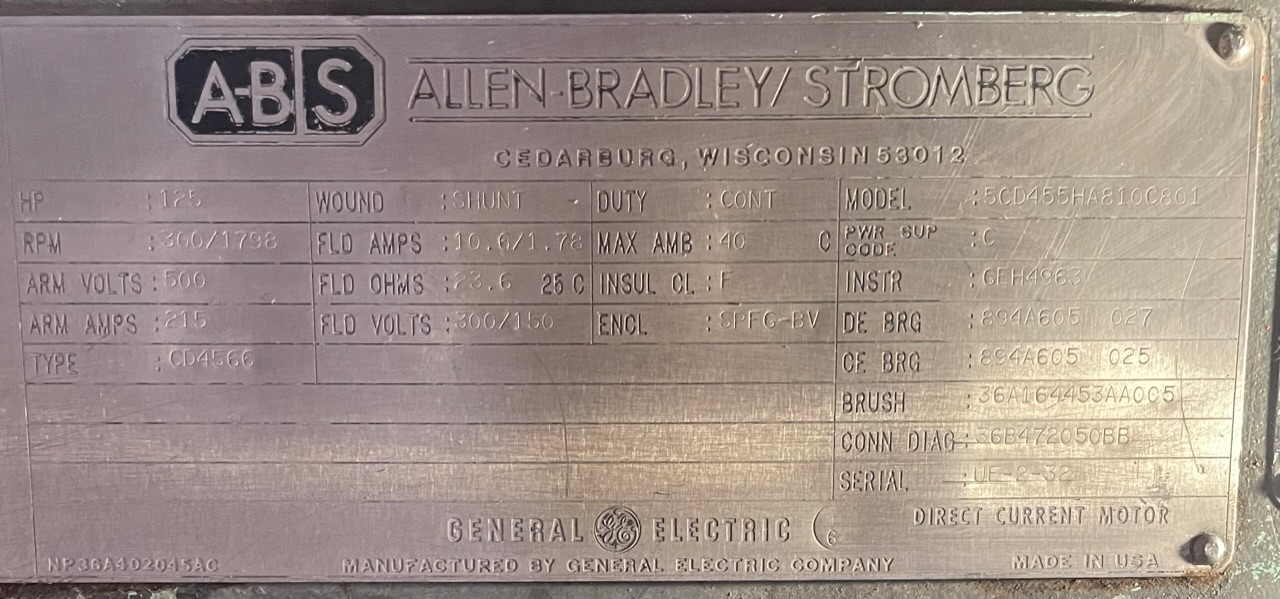 A-B S ALLEN-BRADLEY/STROMBERG
CEDARBURG, WISCONSIN 53012
HP :125 WOUND :SHUNT - DUTY :CONT MODEL :5CD455HA810C801
RPM :300/1798 FLD AMPS :10.6/1.78 MAX AMB :40 C PWR SUP CODE :C
ARM VOLTS :500 FLD OHMS :23.6 25 C INSUL CL :F INSTR :GEH4963
ARM AMPS :215 FLD VOLTS :300/150 ENCL :SPFG-BV DE BRG :894A605 027
TYPE :CD4566 CE BRG :894A605 025
BRUSH :36A164453AA005
CONN DIAG :36B472050BB
SERIAL :UE-2-32
GENERAL GE ELECTRIC 6 DIRECT CURRENT MOTOR
NP36A402045AC MANUFACTURED BY GENERAL ELECTRIC COMPANY MADE IN USA